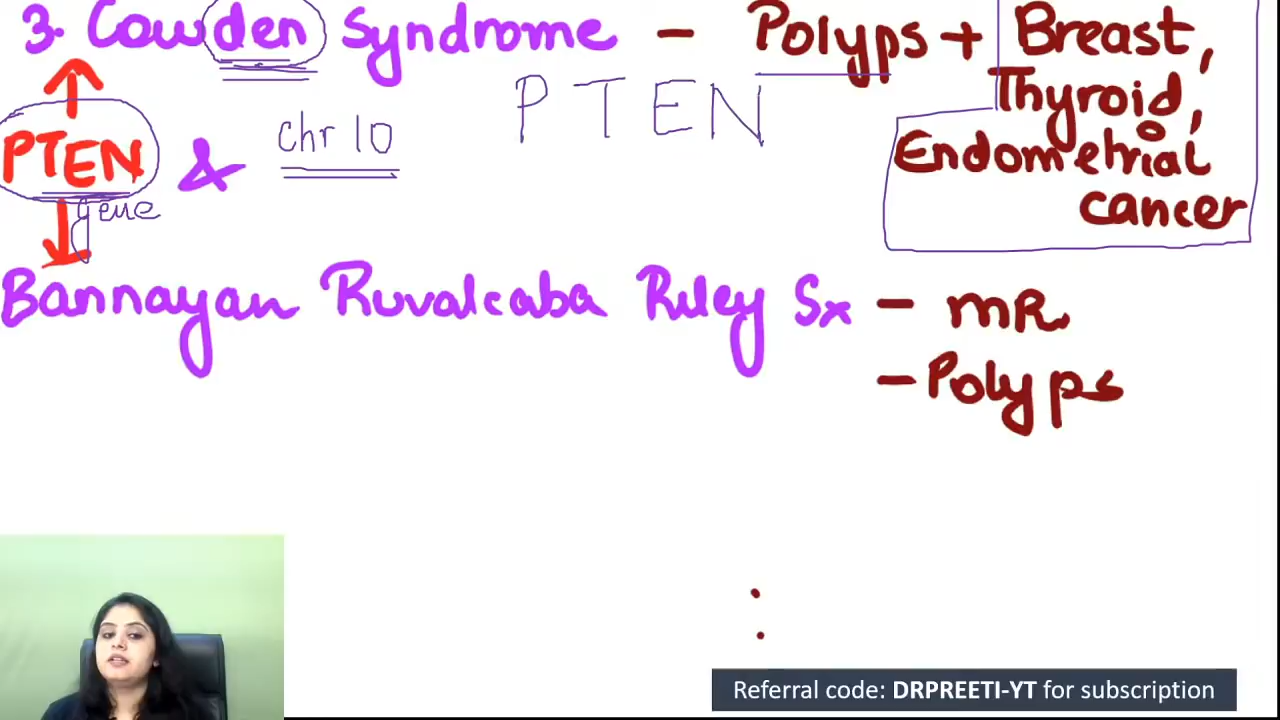 3. Cowden Syndrome - Polyps + Breast,
Thyroid,
PTEN
Endometrial
cancer
PTEN & chr 10
gene
Bannayan Ruvalcaba Riley Sx - MR
- Polyps
Referral code: DRPREETI-YT for subscription